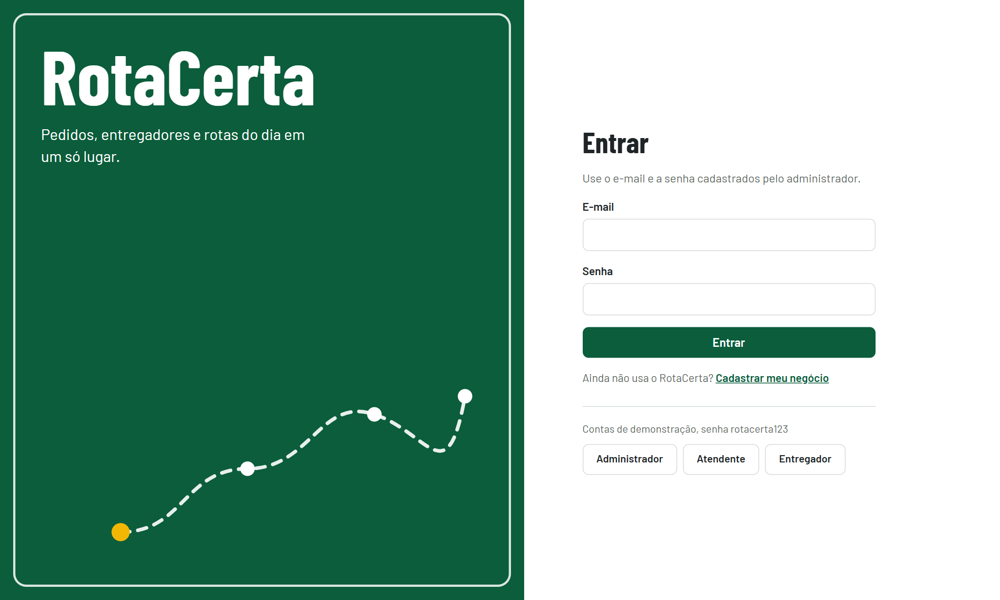 RotaCerta
Pedidos, entregadores e rotas do dia em
um só lugar.
Entrar
Use o e-mail e a senha cadastrados pelo administrador.
E-mail
Senha
Entrar
Ainda não usa o RotaCerta? Cadastrar meu negócio
Contas de demonstração, senha rotacerta123
Administrador
Atendente
Entregador